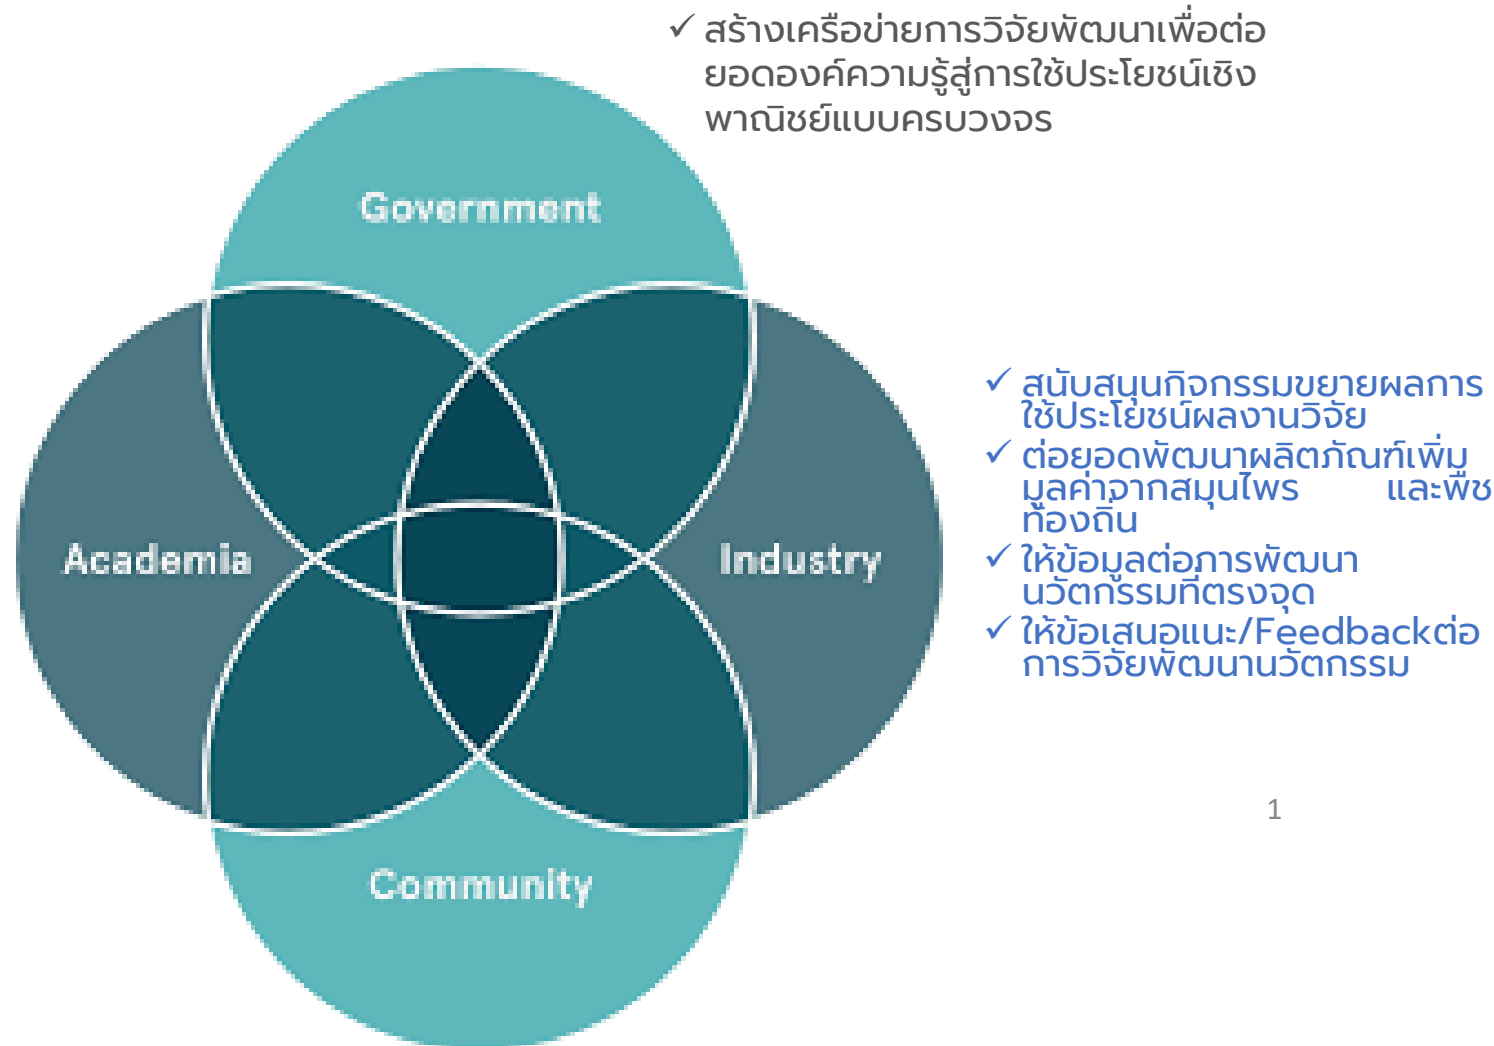 ✓ สร้างเครือข่ายการวิจัยพัฒนาเพื่อต่อ
ยอดองค์ความรู้สู่การใช้ประโยชน์เชิง
พาณิชย์แบบครบวงจร
Government
Academia
Industry
Community
✓ สนับสนุนกิจกรรมขยายผลการ
ใช้ประโยชน์ผลงานวิจัย
✓ ต่อยอดพัฒนาผลิตภัณฑ์เพิ่ม
มูลค่าจากสมุนไพร และพืช
ท้องถิ่น
✓ ให้ข้อมูลต่อการพัฒนา
นวัตกรรมที่ตรงจุด
✓ ให้ข้อเสนอแนะ/Feedbackต่อ
การวิจัยพัฒนานวัตกรรม
1